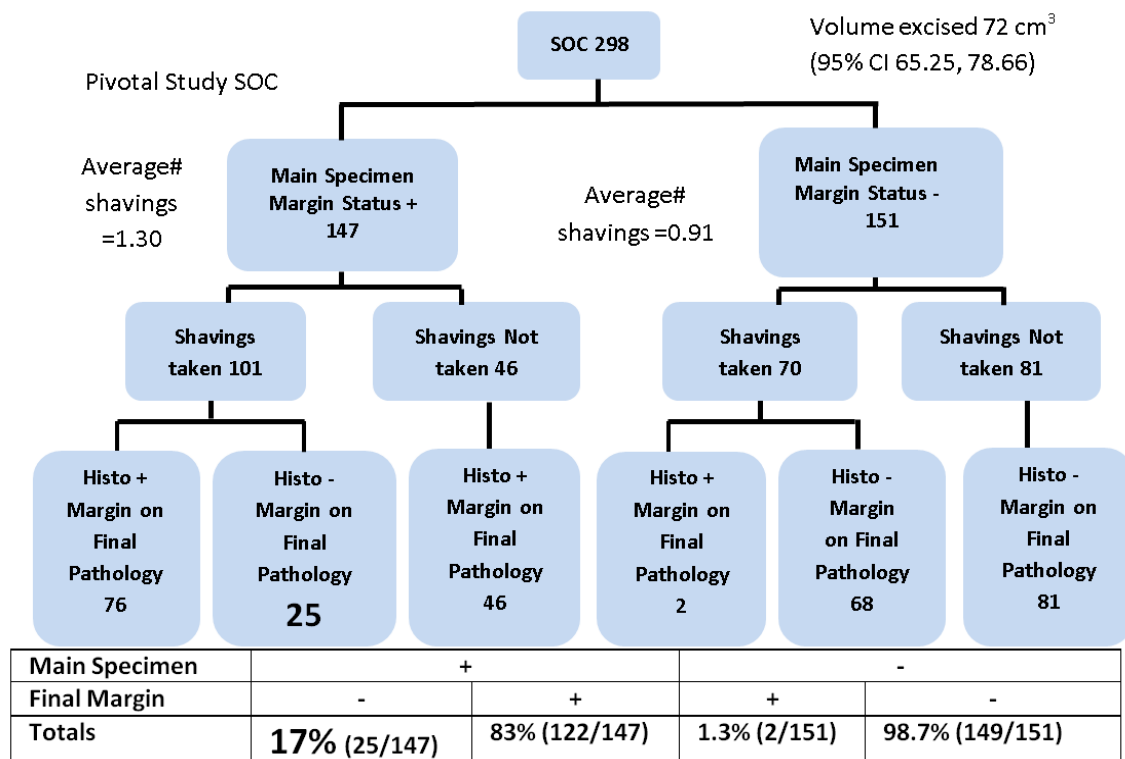 SOC 298
Volume excised 72 cm³
(95% CI 65.25, 78.66)
Pivotal Study SOC
Average#
shavings
=1.30
Main Specimen
Margin Status +
147
Average#
shavings =0.91
Main Specimen
Margin Status -
151
Shavings
taken 101
Shavings Not
taken 46
Shavings
taken 70
Shavings Not
taken 81
Histo +
Margin on
Final
Pathology
76
Histo -
Margin on
Final
Pathology
25
Histo +
Margin on
Final
Pathology
46
Histo +
Margin on
Final
Pathology
2
Histo -
Margin
on Final
Pathology
68
Histo -
Margin on
Final
Pathology
81
Main Specimen + -
Final Margin - + + -
Totals 17% (25/147) 83% (122/147) 1.3% (2/151) 98.7% (149/151)